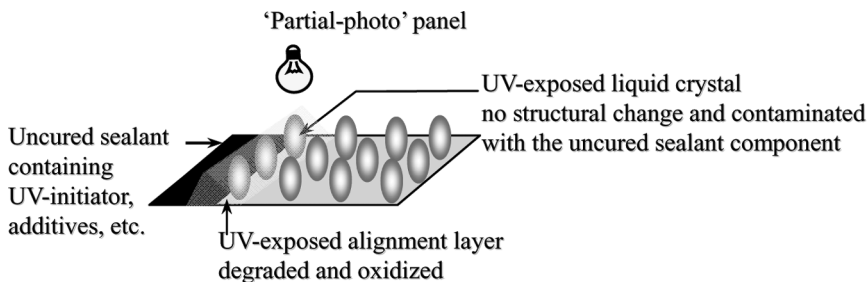 ‘Partial-photo’ panel
UV-exposed liquid crystal
no structural change and contaminated
with the uncured sealant component
Uncured sealant
containing
UV-initiator,
additives, etc.
UV-exposed alignment layer
degraded and oxidized